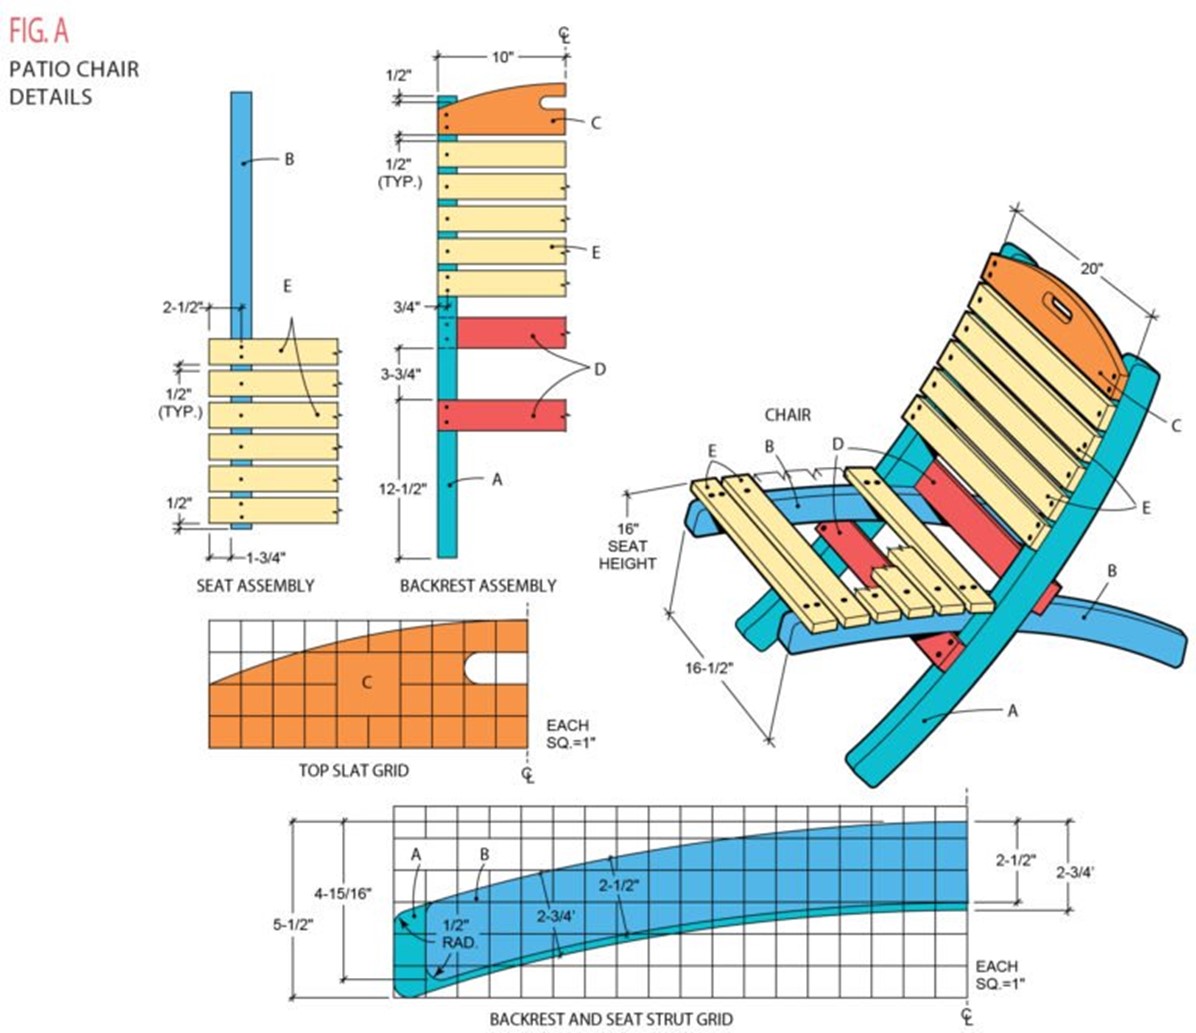 FIG. A
PATIO CHAIR
DETAILS
B
E
2-1/2"
1/2"
(TYP.)
1/2"
1-3/4"
SEAT ASSEMBLY
℄
10"
1/2"
C
1/2"
(TYP.)
E
3/4"
D
3-3/4"
12-1/2"
A
BACKREST ASSEMBLY
20"
CHAIR
E
B
D
C
E
16"
SEAT
HEIGHT
B
16-1/2"
A
C
EACH
SQ.=1"
TOP SLAT GRID
℄
A
B
5-1/2"
4-15/16"
1/2"
RAD.
2-3/4'
2-1/2"
2-1/2"
2-3/4'
EACH
SQ.=1"
BACKREST AND SEAT STRUT GRID
℄